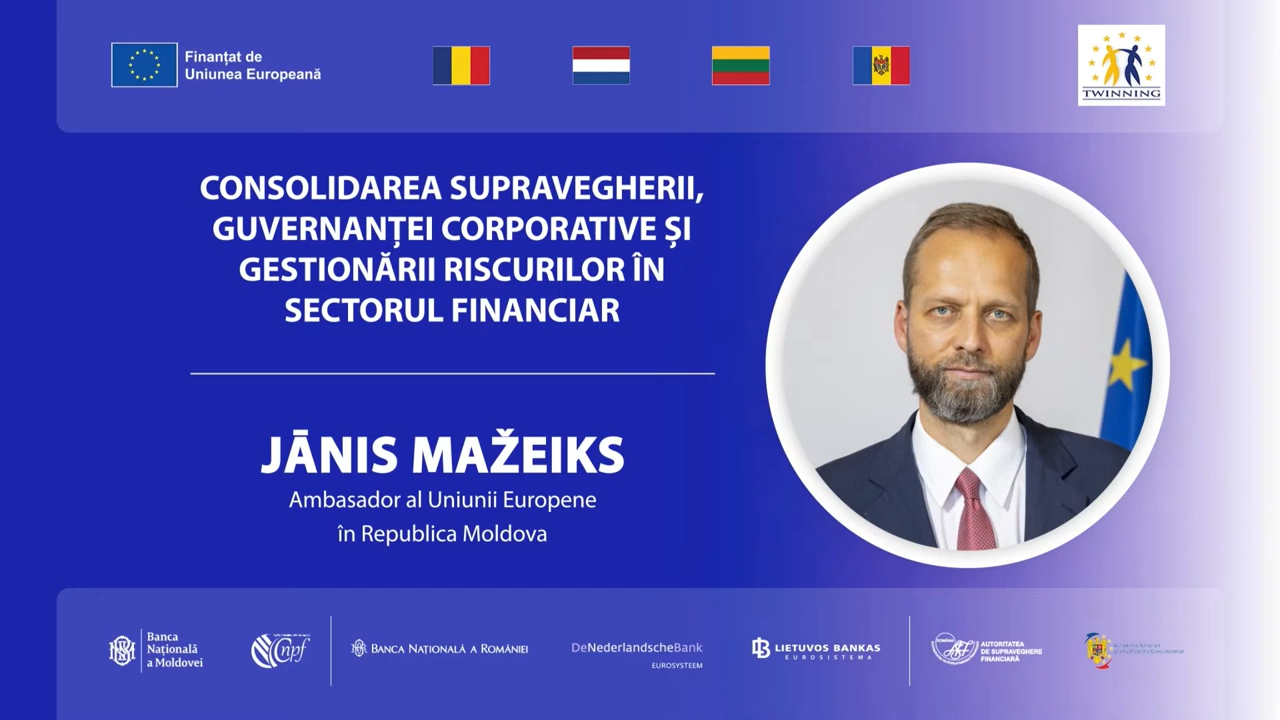 Finanțat de
Uniunea Europeană
TWINNING
CONSOLIDAREA SUPRAVEGHERII,
GUVERNANȚEI CORPORATIVE ȘI
GESTIONĂRII RISCURILOR ÎN
SECTORUL FINANCIAR
JĀNIS MAŽEIKS
Ambasador al Uniunii Europene
în Republica Moldova
Banca
Națională
a Moldovei
Cnpf
BANCA NAȚIONALĂ A ROMÂNIEI
DeNederlandscheBank
EUROSYSTEEM
LIETUVOS BANKAS
EUROSISTEMA
AUTORITATEA
DE SUPRAVEGHERE
FINANCIARĂ